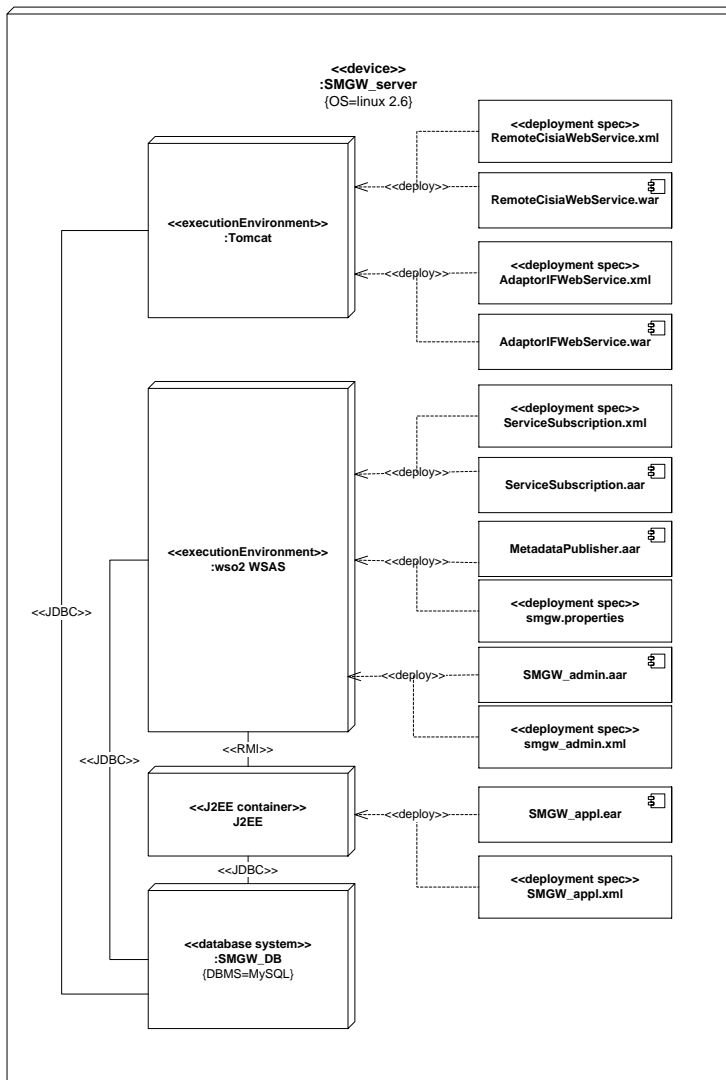 <<device>>
:SMGW_server
{OS=linux 2.6}
<<deployment spec>>
RemoteCisiaWebService.xml
<<deploy>>
RemoteCisiaWebService.war
<<executionEnvironment>>
:Tomcat
<<deployment spec>>
AdaptorIFWebService.xml
<<deploy>>
AdaptorIFWebService.war
<<deployment spec>>
ServiceSubscription.xml
<<deploy>>
ServiceSubscription.aar
<<executionEnvironment>>
:wso2 WSAS
MetadataPublisher.aar
<<deploy>>
<<deployment spec>>
smgw.properties
<<JDBC>>
<<deploy>>
SMGW_admin.aar
<<deployment spec>>
smgw_admin.xml
<<RMI>>
<<JDBC>>
<<J2EE container>>
J2EE
<<deploy>>
SMGW_appl.ear
<<JDBC>>
<<deployment spec>>
SMGW_appl.xml
<<database system>>
:SMGW_DB
{DBMS=MySQL}